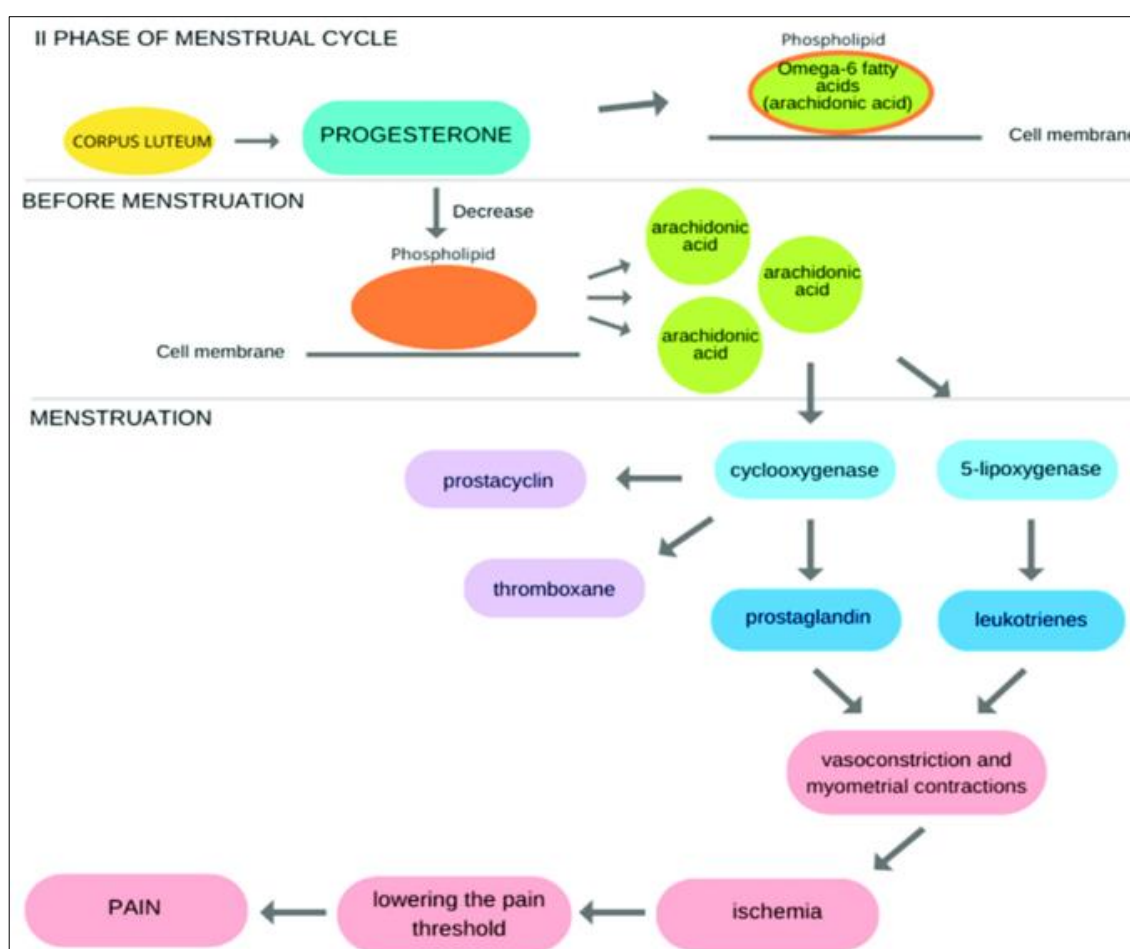 II PHASE OF MENSTRUAL CYCLE
Phospholipid
Omega-6 fatty
acids
(arachidonic acid)
CORPUS LUTEUM
PROGESTERONE
Cell membrane
BEFORE MENSTRUATION
Decrease
Phospholipid
arachidonic
acid
arachidonic
acid
arachidonic
acid
Cell membrane
MENSTRUATION
prostacyclin
cyclooxygenase
5-lipoxygenase
thromboxane
prostaglandin
leukotrienes
vasoconstriction and
myometrial contractions
PAIN
lowering the pain
threshold
ischemia